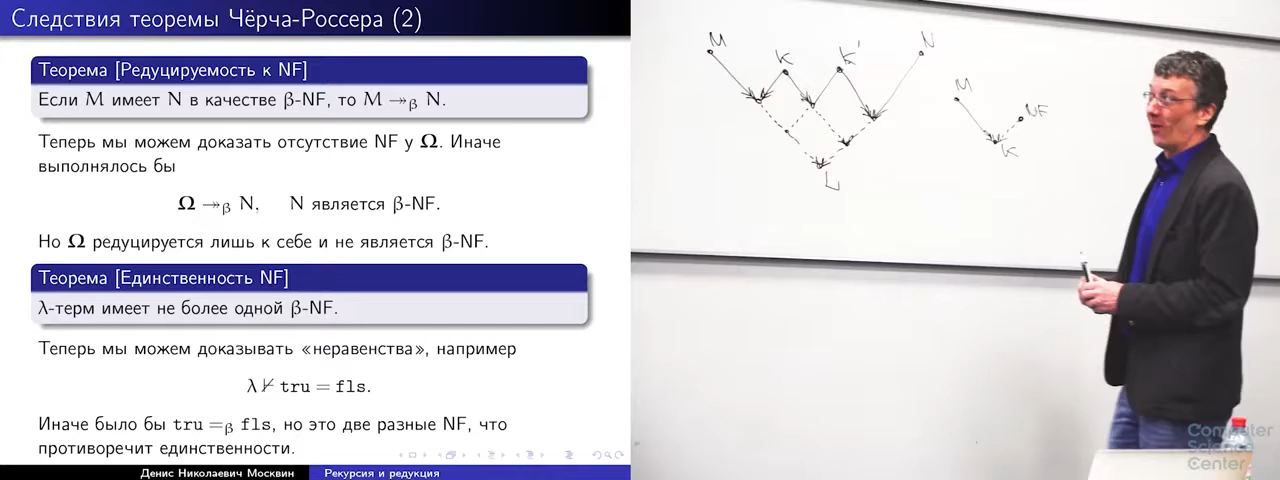 Следствия теоремы Чёрча-Россера (2)
Теорема [Редуцируемость к NF]
Если M имеет N в качестве β-NF, то M ↠β N.
Теперь мы можем доказать отсутствие NF у Ω. Иначе
выполнялось бы
Ω ↠β N, N является β-NF.
Но Ω редуцируется лишь к себе и не является β-NF.
Теорема [Единственность NF]
λ-терм имеет не более одной β-NF.
Теперь мы можем доказывать «неравенства», например
λ ⊬ tru = fls.
Иначе было бы tru =β fls, но это две разные NF, что
противоречит единственности.
Денис Николаевич Москвин Рекурсия и редукция
M K K' N
L
M NF
K
Computer
Science
Center